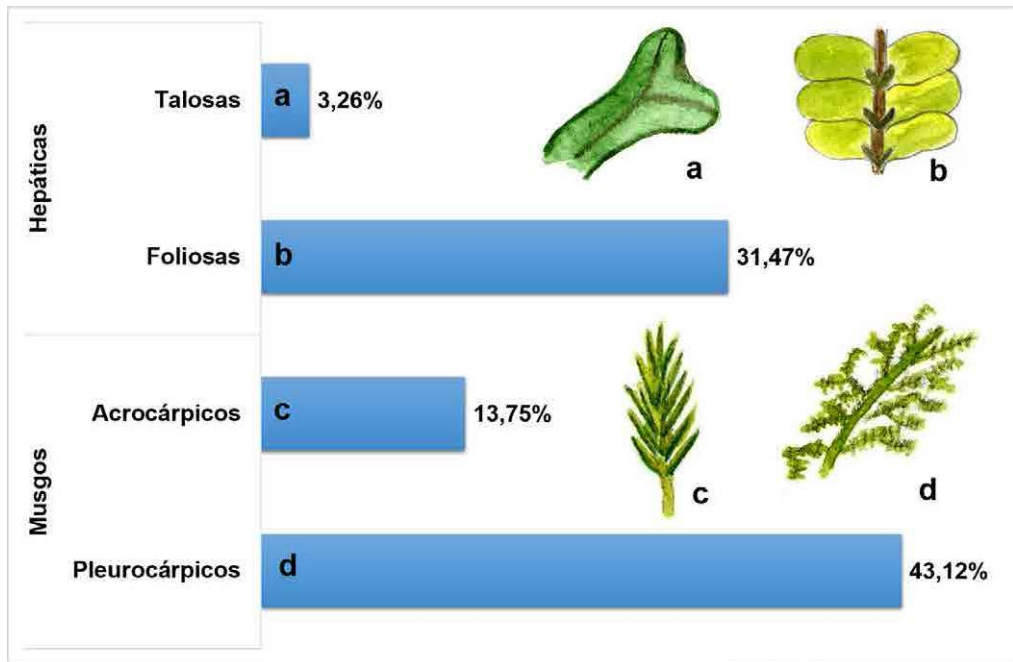 Hepáticas
Talosas
a
3,26%
a
b
Foliosas
b
31,47%
Musgos
Acrocárpicos
c
13,75%
c
d
Pleurocárpicos
d
43,12%